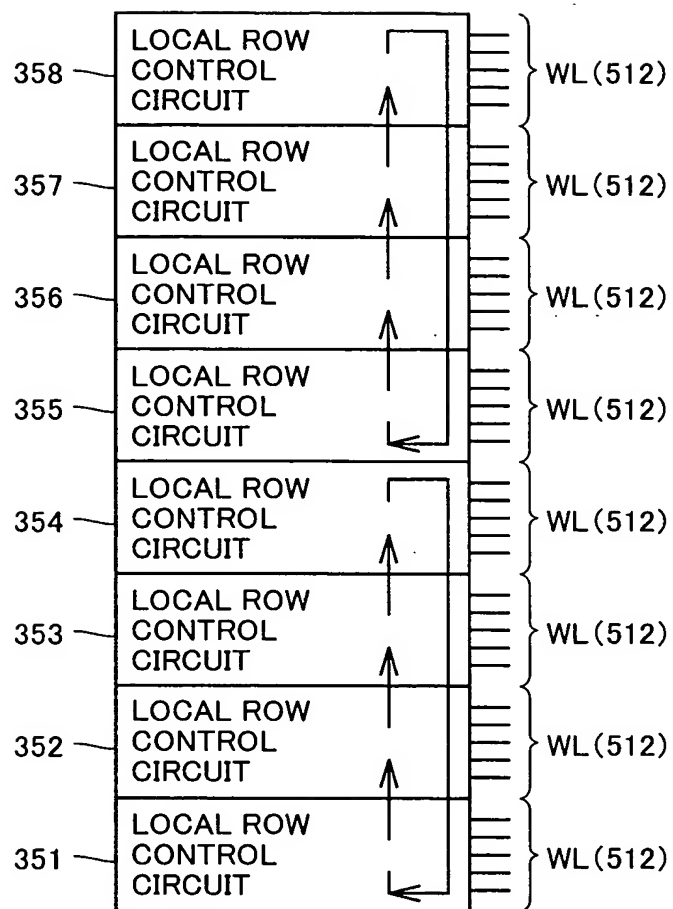 LOCAL ROW
358 CONTROL WL(512)
CIRCUIT
LOCAL ROW
357 CONTROL WL(512)
CIRCUIT
LOCAL ROW
356 CONTROL WL(512)
CIRCUIT
LOCAL ROW
355 CONTROL WL(512)
CIRCUIT
LOCAL ROW
354 CONTROL WL(512)
CIRCUIT
LOCAL ROW
353 CONTROL WL(512)
CIRCUIT
LOCAL ROW
352 CONTROL WL(512)
CIRCUIT
LOCAL ROW
351 CONTROL WL(512)
CIRCUIT